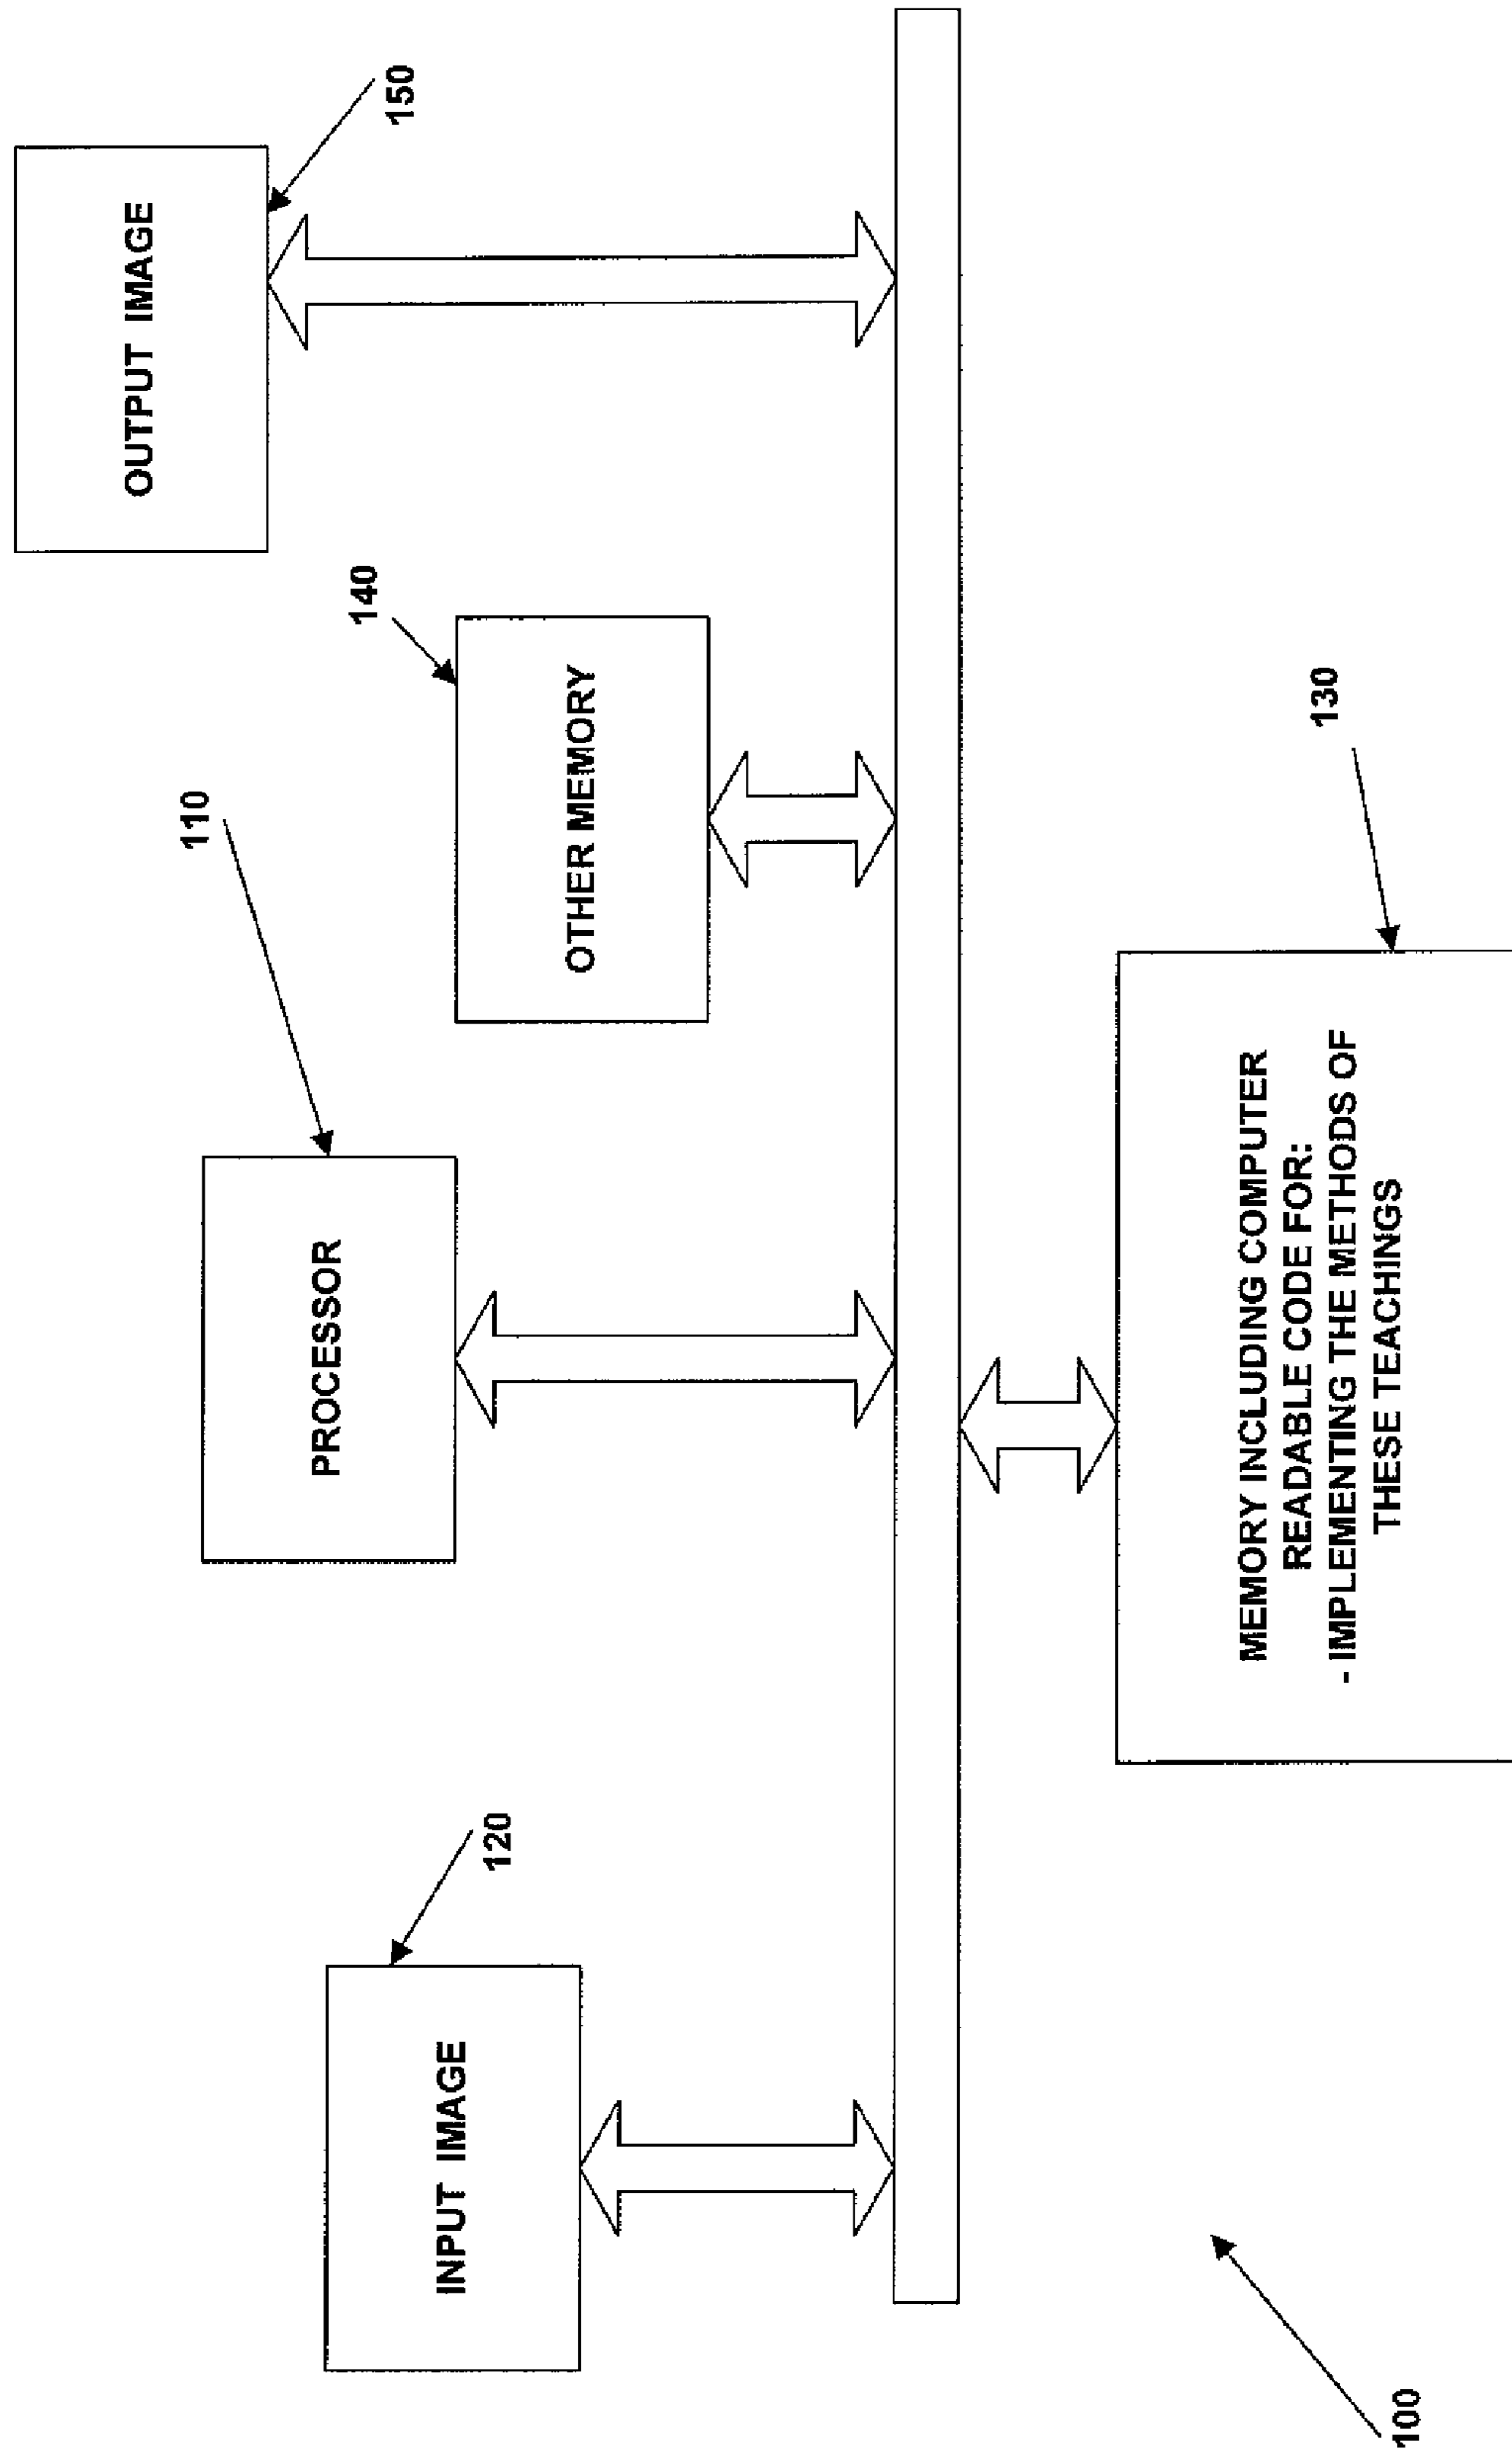 150
OUTPUT IMAGE
140
OTHER MEMORY
110
PROCESSOR
120
INPUT IMAGE
130
MEMORY INCLUDING COMPUTER
READABLE CODE FOR:
- IMPLEMENTING THE METHODS OF
THESE TEACHINGS
100